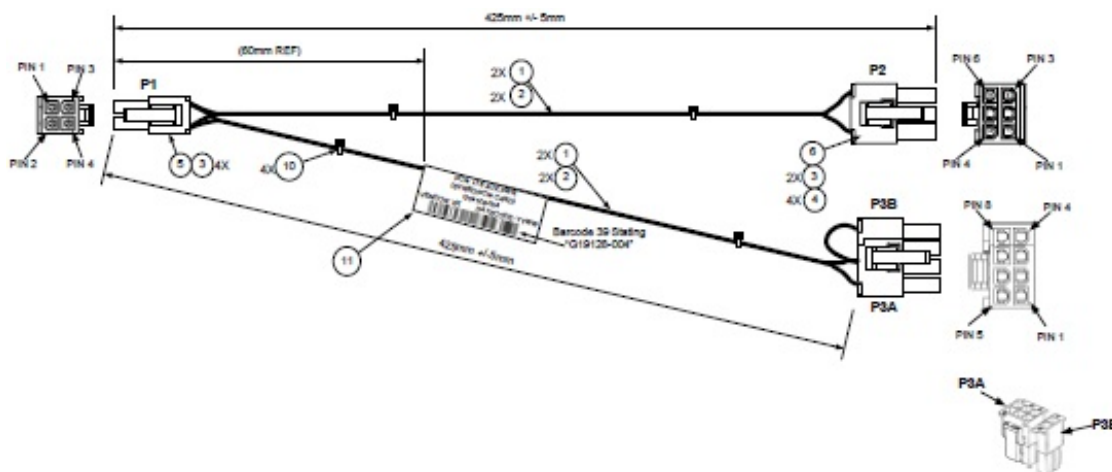 425mm +/- 5mm
(60mm REF)
P1
P2
PIN 1
PIN 3
PIN 2
PIN 4
2X 1
2X 2
PIN 6
PIN 3
PIN 4
PIN 1
5 3 4X
4X 10
2X 1
2X 2
6
2X 3
4X 4
Barcode 39 Stating
"G19128-004"
11
425mm +/-5mm
P3B
P3A
PIN 8
PIN 4
PIN 5
PIN 1
P3A